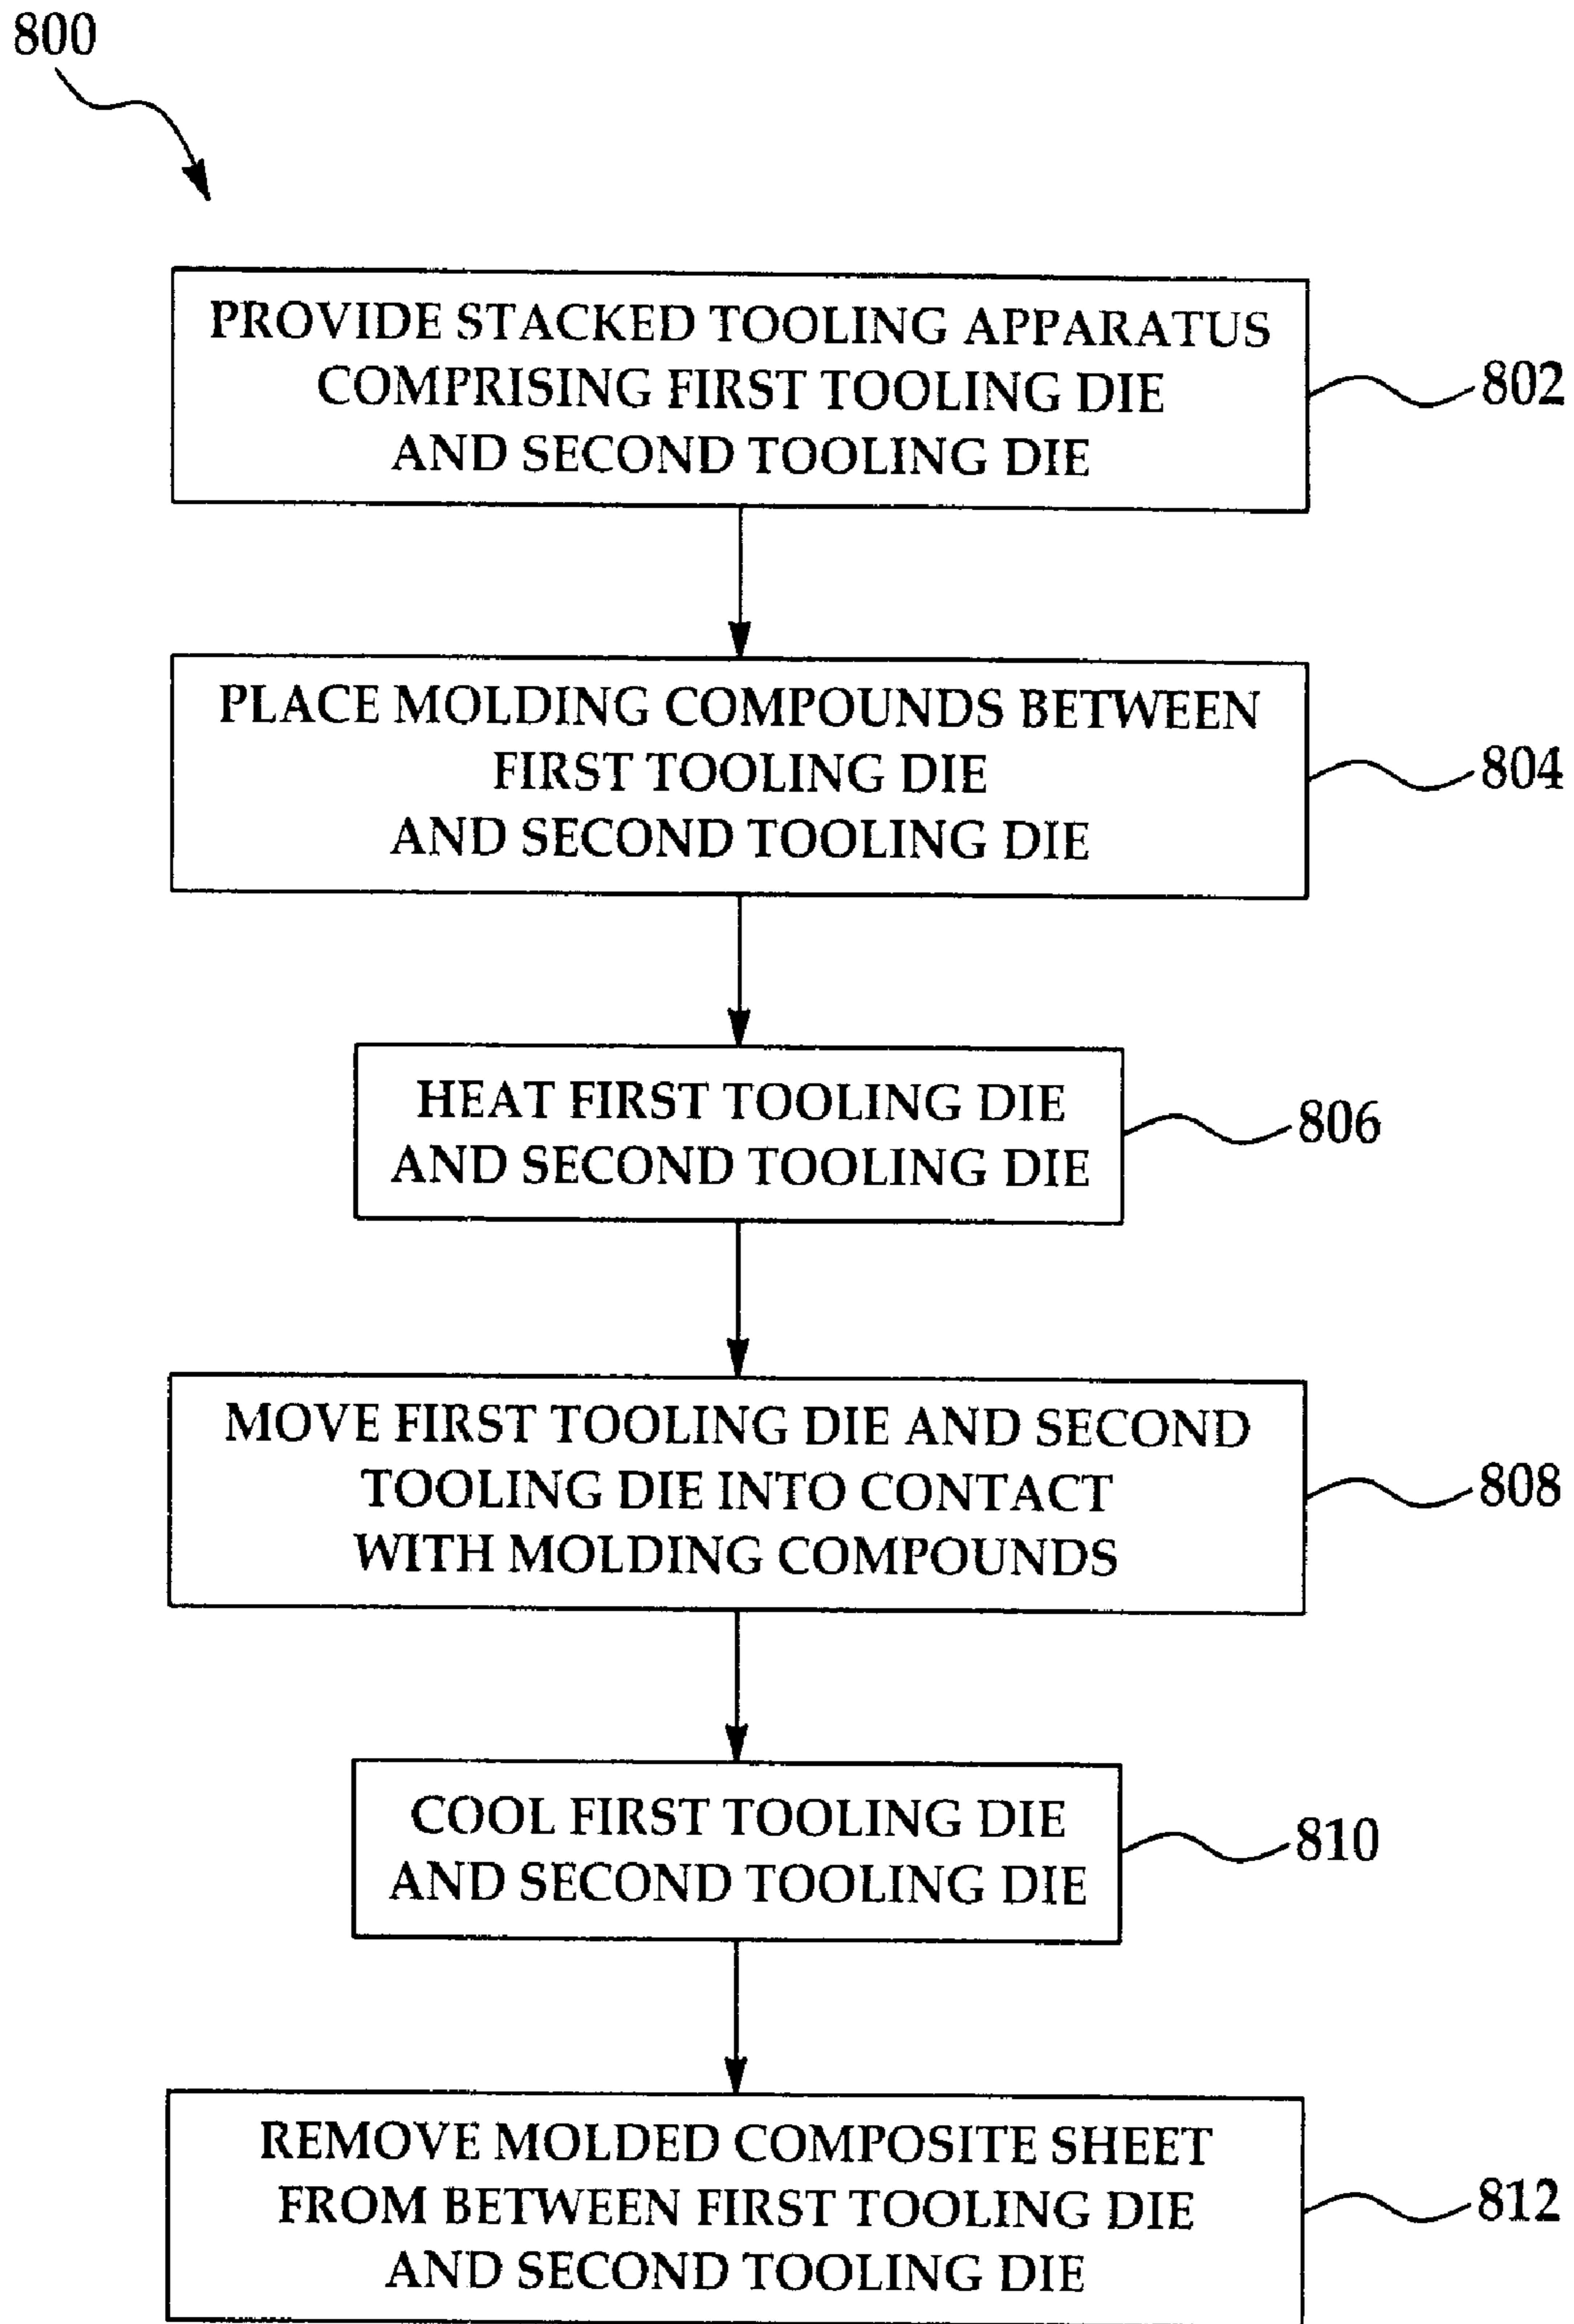 800
PROVIDE STACKED TOOLING APPARATUS
COMPRISING FIRST TOOLING DIE
AND SECOND TOOLING DIE
802
PLACE MOLDING COMPOUNDS BETWEEN
FIRST TOOLING DIE
AND SECOND TOOLING DIE
804
HEAT FIRST TOOLING DIE
AND SECOND TOOLING DIE
806
MOVE FIRST TOOLING DIE AND SECOND
TOOLING DIE INTO CONTACT
WITH MOLDING COMPOUNDS
808
COOL FIRST TOOLING DIE
AND SECOND TOOLING DIE
810
REMOVE MOLDED COMPOSITE SHEET
FROM BETWEEN FIRST TOOLING DIE
AND SECOND TOOLING DIE
812